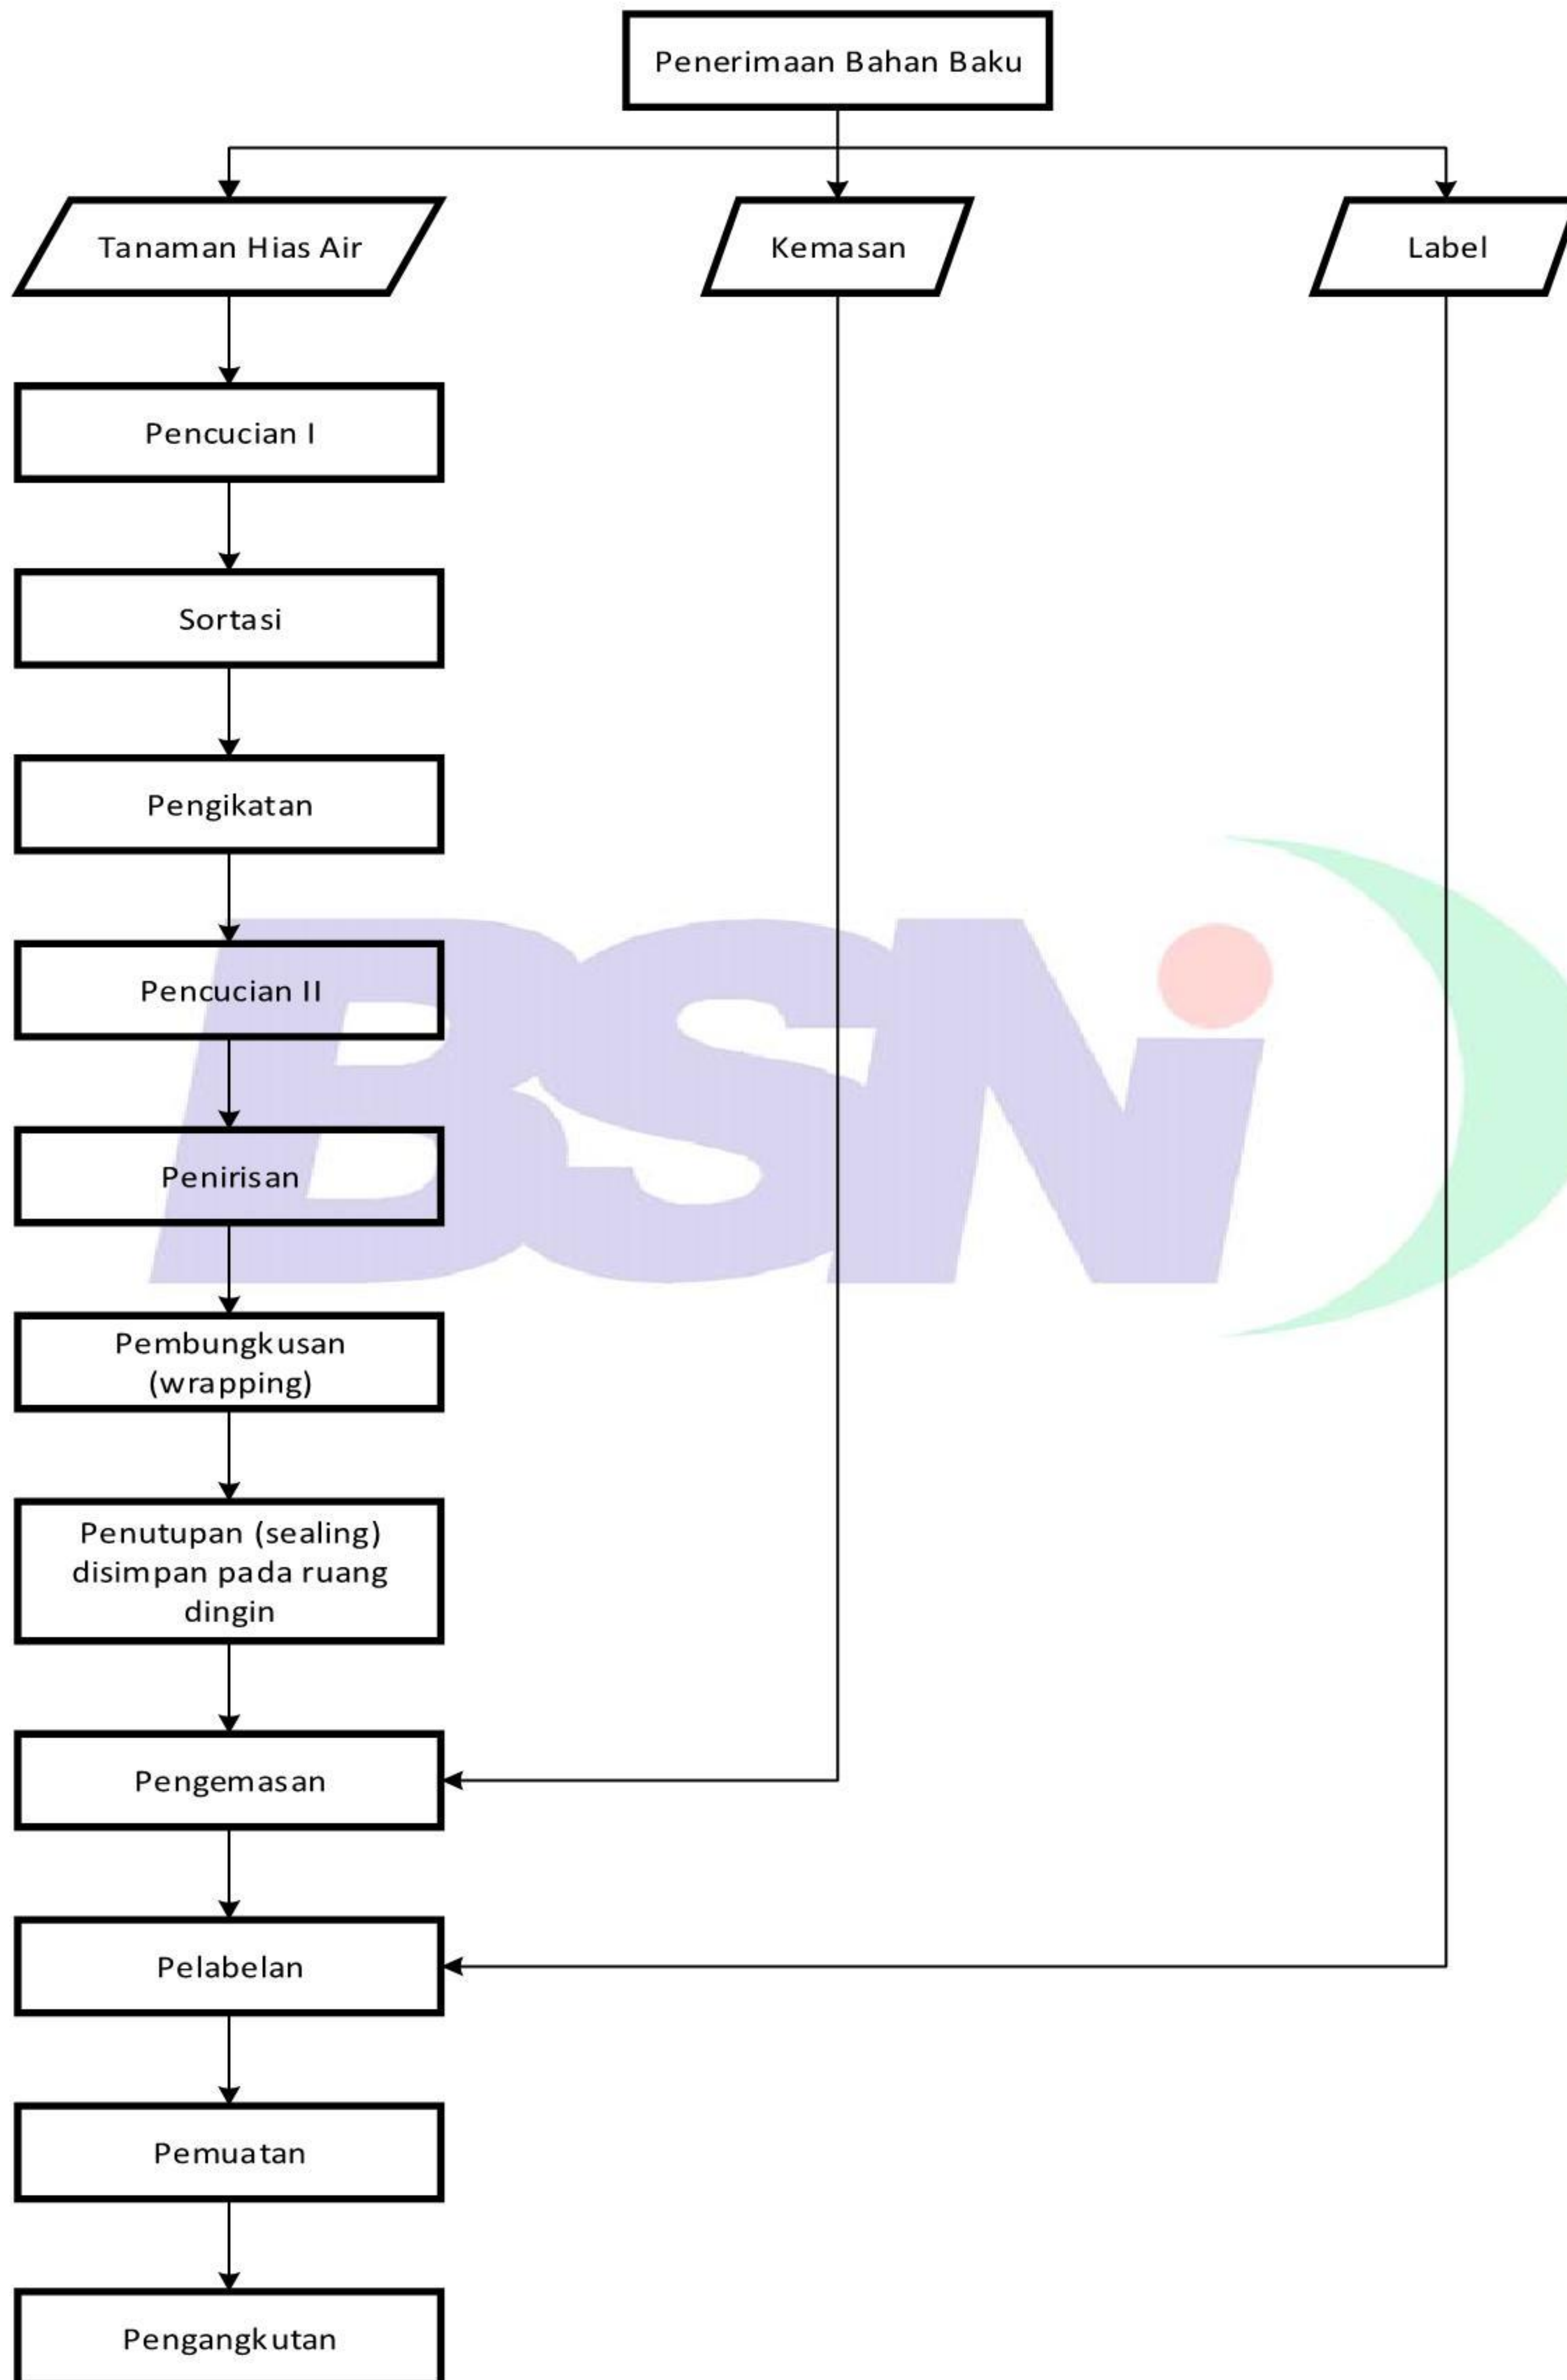 Penerimaan Bahan Baku
Tanaman Hias Air
Kemasan
Label
Pencucian I
Sortasi
Pengikatan
Pencucian II
BSNi
Penirisan
Pembungkusan
(wrapping)
Penutupan (sealing)
disimpan pada ruang
dingin
Pengemasan
Pelabelan
Pemuatan
Pengangkutan